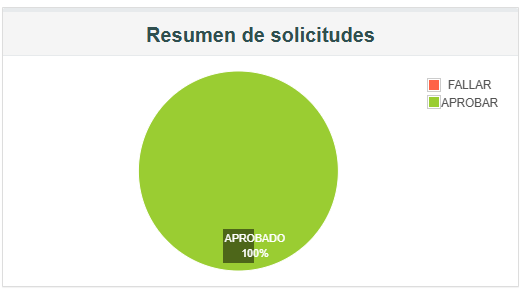 Resumen de solicitudes
FALLAR
APROBAR
APROBADO
100%